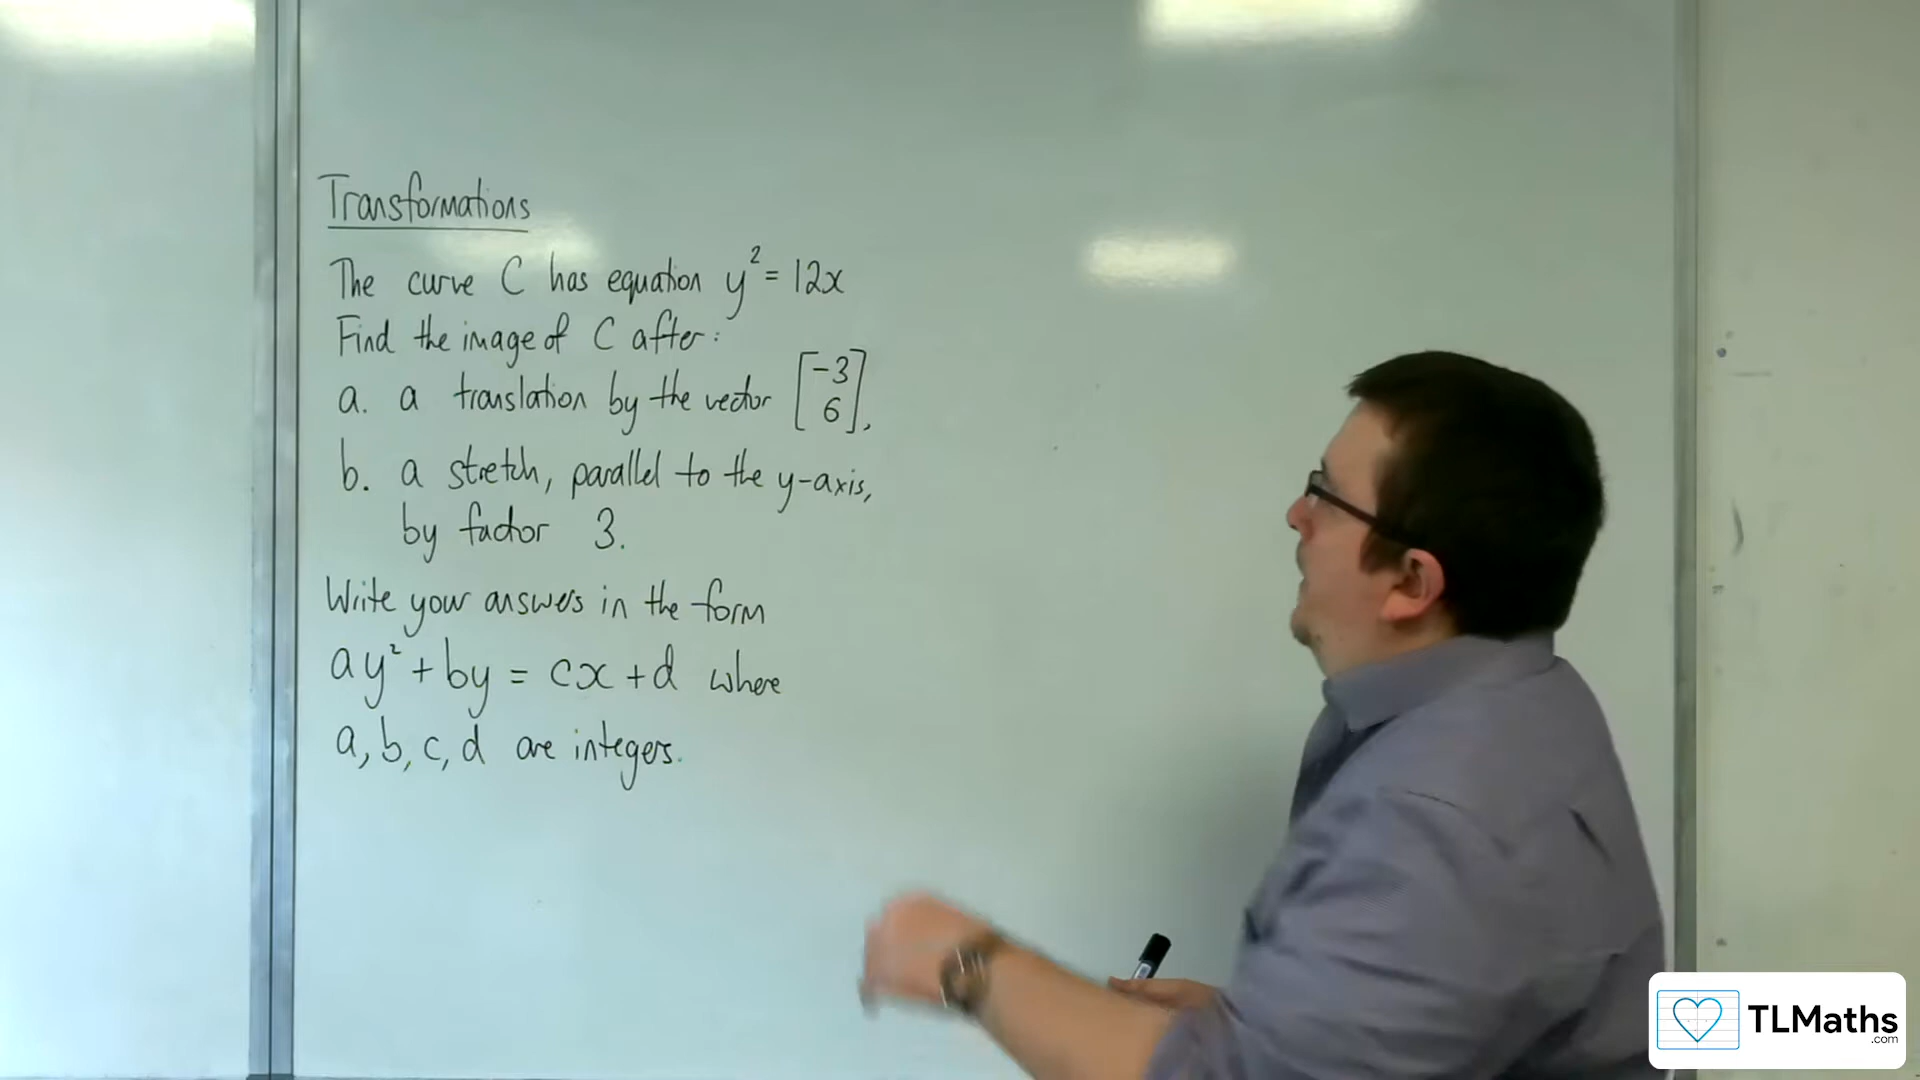 Transformations
The curve C has equation y² = 12x
Find the image of C after:
a. a translation by the vector [-3 6],
b. a stretch, parallel to the y-axis,
by factor 3.
Write your answers in the form
ay² + by = cx + d where
a, b, c, d are integers.
TLMaths
.com